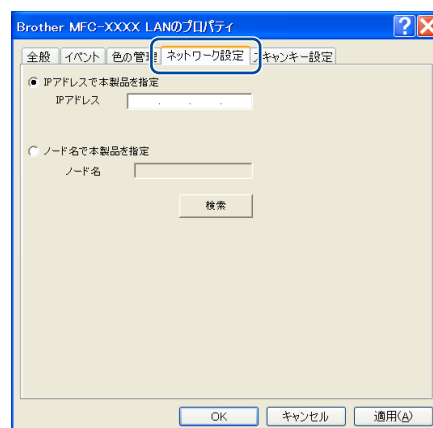 Brother MFC-XXXX LANのプロパティ
全般 イベント 色の管理 ネットワーク設定 スキャンキー設定
IPアドレスで本製品を指定
IPアドレス . . .
ノード名で本製品を指定
ノード名
検索
OK キャンセル 適用(A)